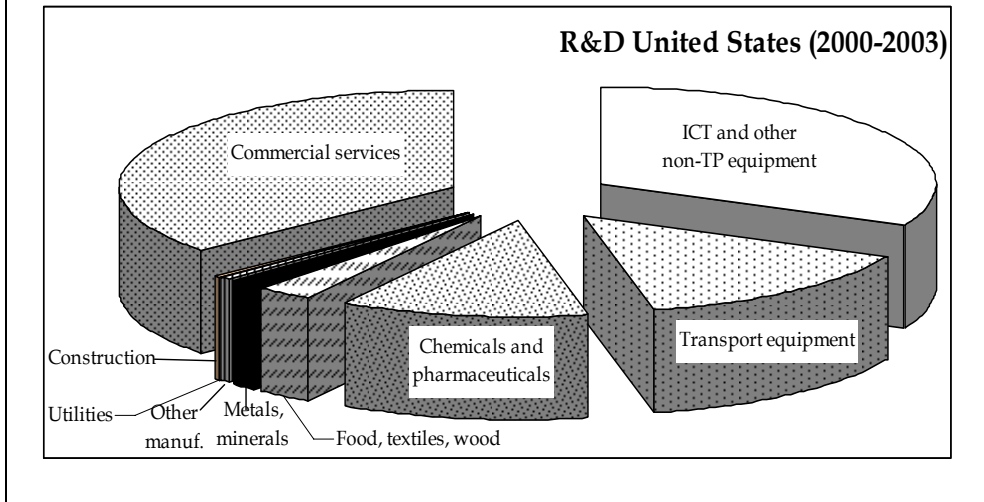 R&D United States (2000-2003)
Commercial services
ICT and other
non-TP equipment
Transport equipment
Chemicals and
pharmaceuticals
Construction
Utilities
Other
manuf.
Metals,
minerals
Food, textiles, wood